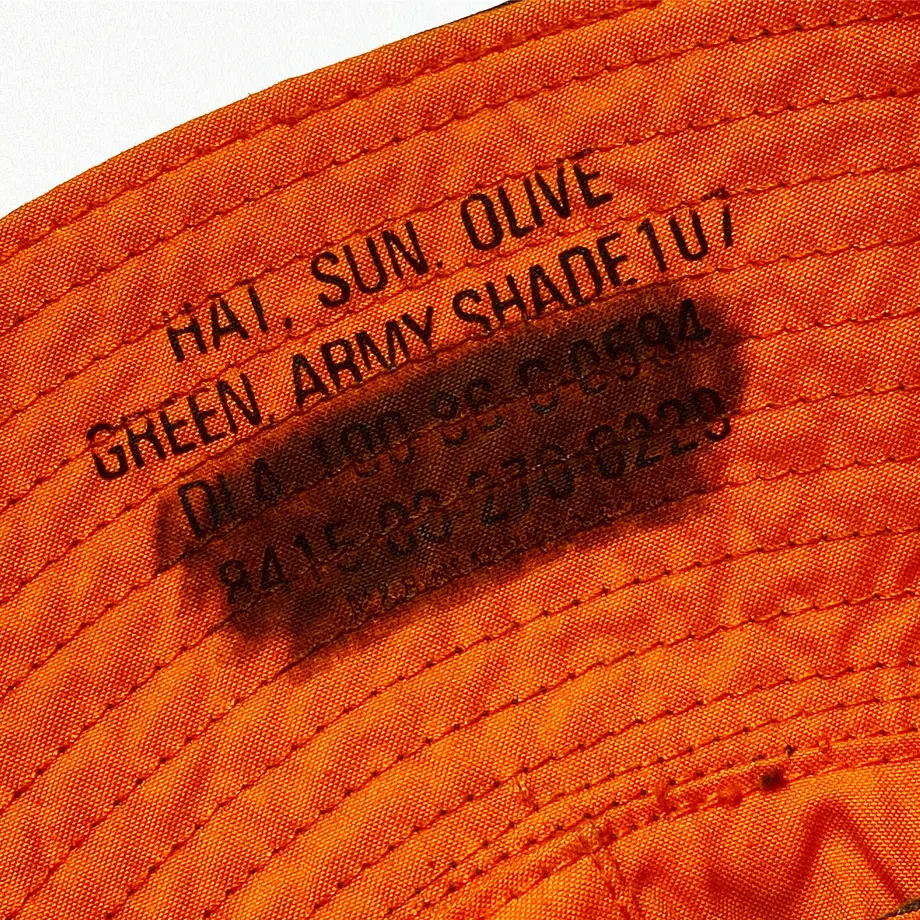 HAT, SUN, OLIVE
GREEN, ARMY SHADE 107
DLA 100-86-C-0594
8415-00-270-0229